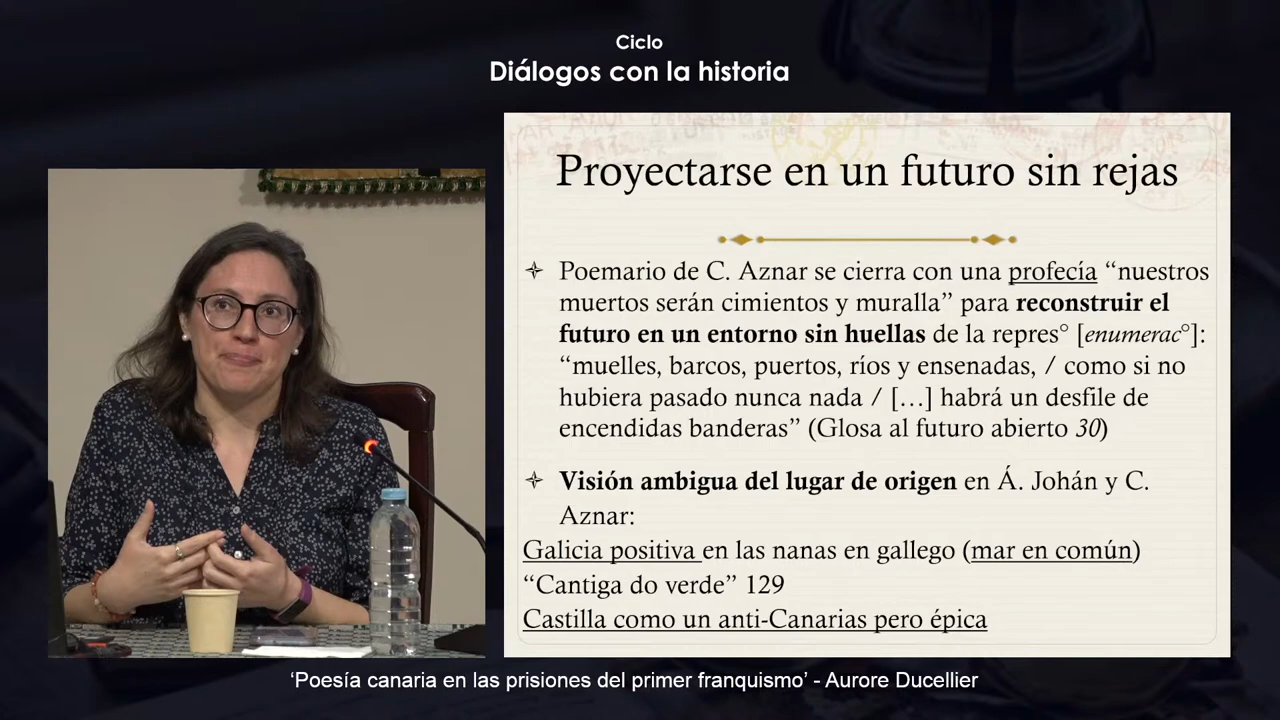 Ciclo
Diálogos con la historia
Proyectarse en un futuro sin rejas
Poemario de C. Aznar se cierra con una profecía “nuestros
muertos serán cimientos y muralla” para reconstruir el
futuro en un entorno sin huellas de la repres° [enumerac°]:
“muelles, barcos, puertos, ríos y ensenadas, / como si no
hubiera pasado nunca nada / […] habrá un desfile de
encendidas banderas” (Glosa al futuro abierto 30)
Visión ambigua del lugar de origen en Á. Johán y C.
Aznar:
Galicia positiva en las nanas en gallego (mar en común)
“Cantiga do verde” 129
Castilla como un anti-Canarias pero épica
‘Poesía canaria en las prisiones del primer franquismo’ - Aurore Ducellier